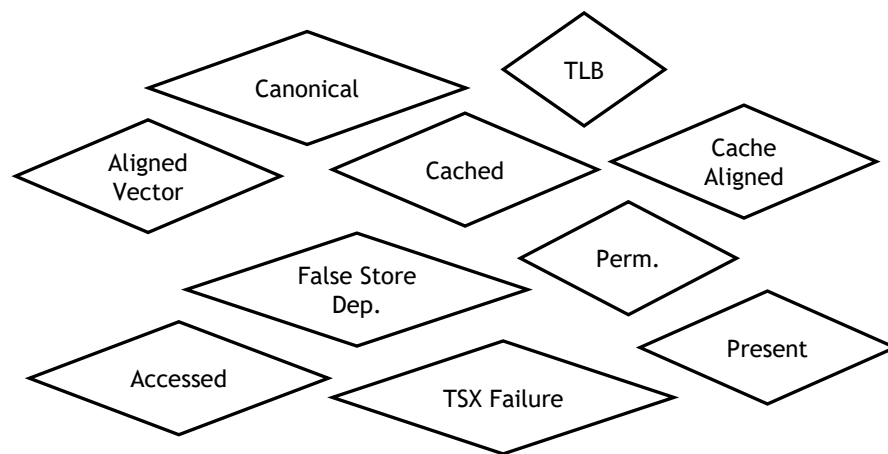 Canonical
TLB
Aligned
Vector
Cached
Cache
Aligned
False Store
Dep.
Perm.
Accessed
TSX Failure
Present